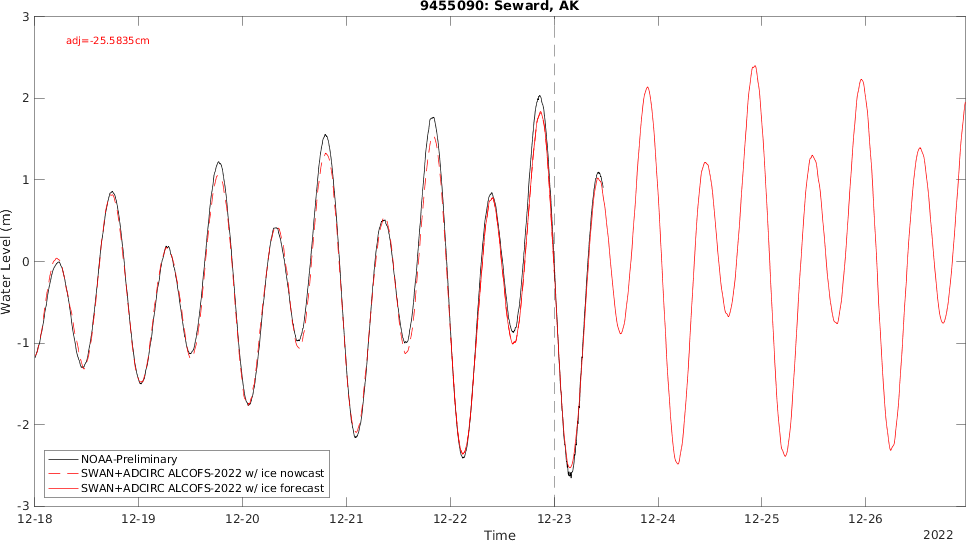 9455090: Seward, AK
adj=-25.5835cm
3
2
1
0
-1
-2
-3
Water Level (m)
NOAA-Preliminary
SWAN+ADCIRC ALCOFS-2022 w/ ice nowcast
SWAN+ADCIRC ALCOFS-2022 w/ ice forecast
12-18 12-19 12-20 12-21 12-22 12-23 12-24 12-25 12-26
Time
2022